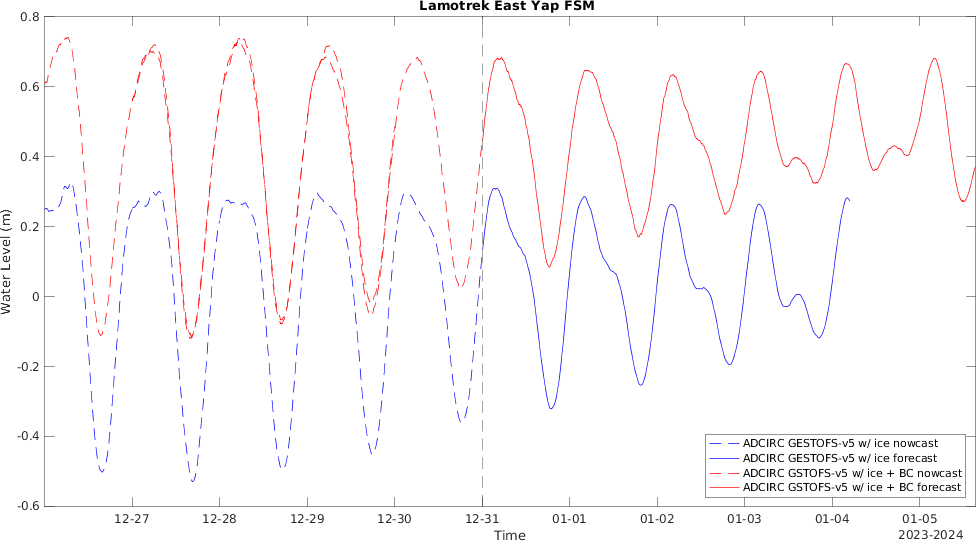 Lamotrek East Yap FSM
0.8
0.6
0.4
0.2
0
-0.2
-0.4
-0.6
Water Level (m)
ADCIRC GESTOFS-v5 w/ ice nowcast
ADCIRC GESTOFS-v5 w/ ice forecast
ADCIRC GSTOFS-v5 w/ ice + BC nowcast
ADCIRC GSTOFS-v5 w/ ice + BC forecast
12-27 12-28 12-29 12-30 12-31 01-01 01-02 01-03 01-04 01-05
Time 2023-2024